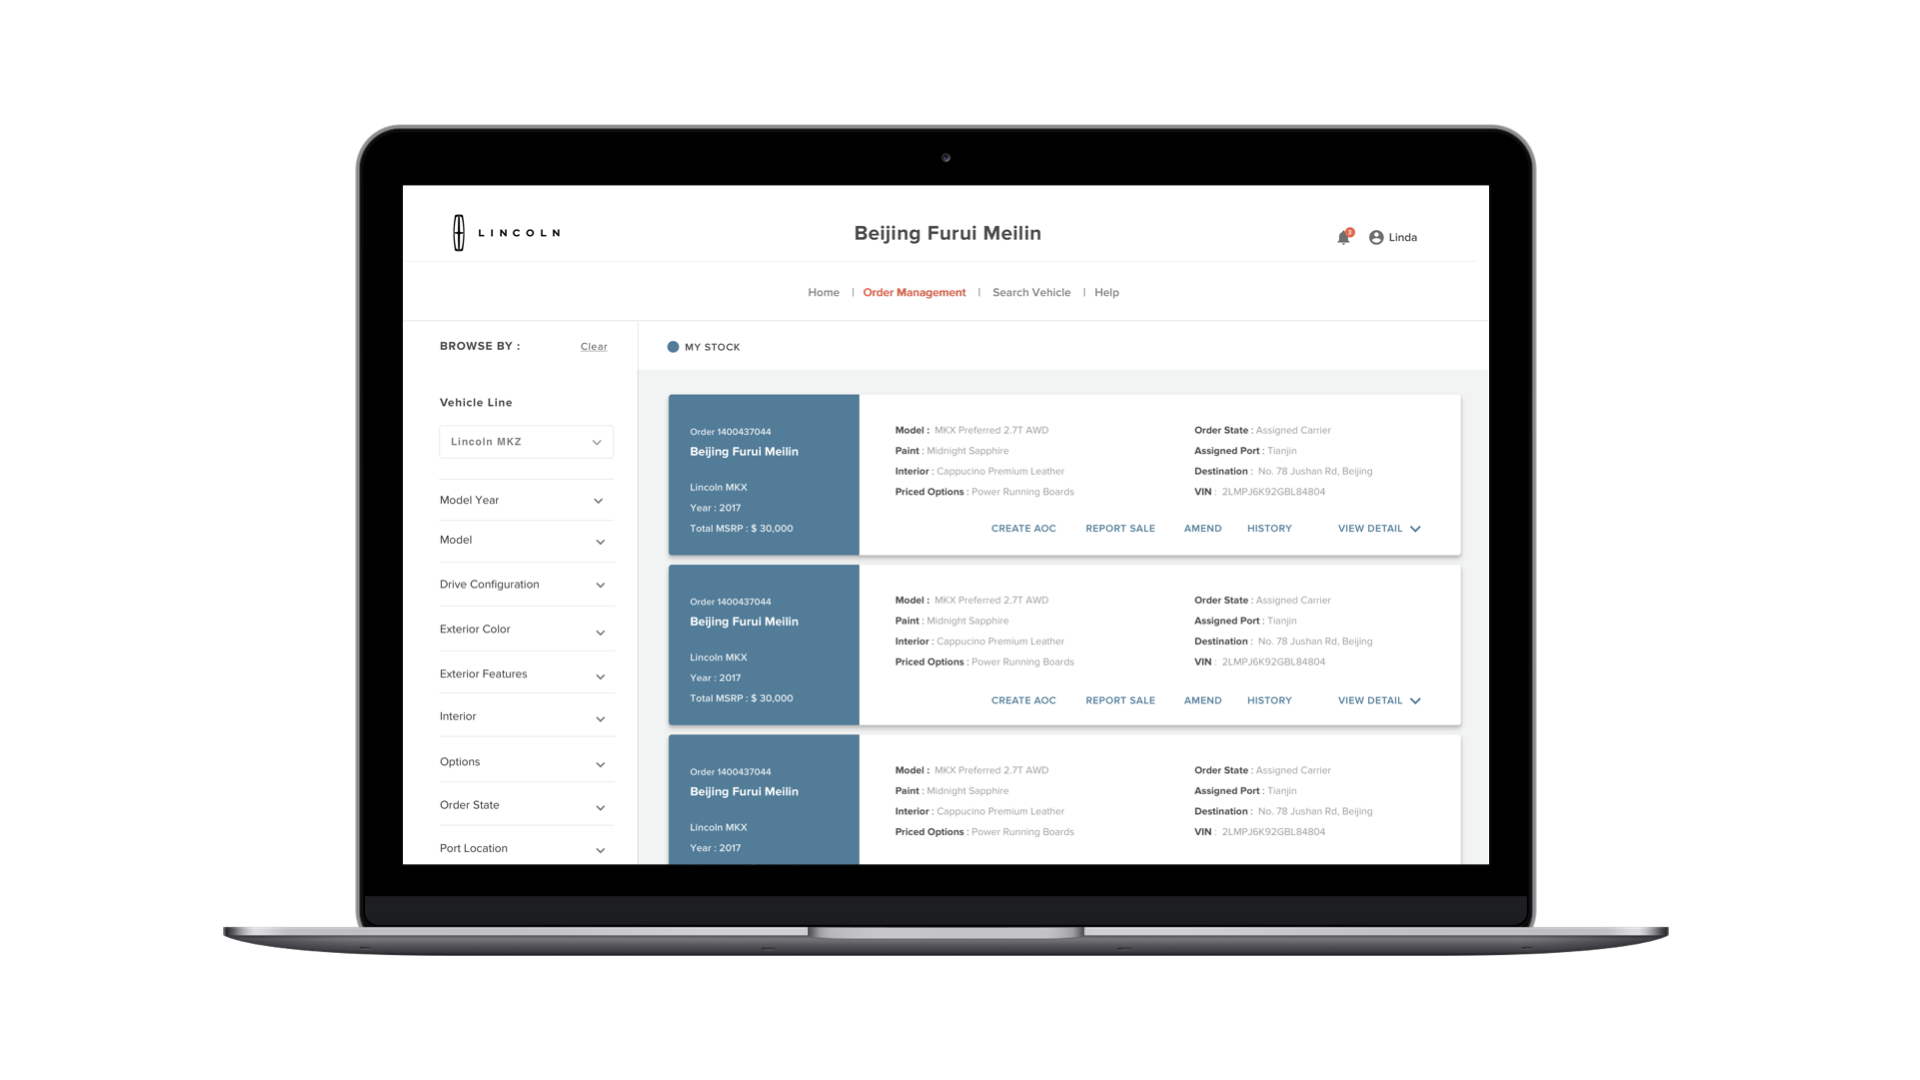 LINCOLN
Beijing Furui Meilin
3
Linda
Home | Order Management | Search Vehicle | Help
BROWSE BY :
Clear
Vehicle Line
Lincoln MKZ
Model Year
Model
Drive Configuration
Exterior Color
Exterior Features
Interior
Options
Order State
Port Location
MY STOCK
Order 1400437044
Beijing Furui Meilin
Lincoln MKX
Year : 2017
Total MSRP : $ 30,000
Model : MKX Preferred 2.7T AWD
Paint : Midnight Sapphire
Interior : Cappucino Premium Leather
Priced Options : Power Running Boards
Order State : Assigned Carrier
Assigned Port : Tianjin
Destination : No. 78 Jushan Rd, Beijing
VIN : 2LMPJ6K92GBL84804
CREATE AOC REPORT SALE AMEND HISTORY VIEW DETAIL
Order 1400437044
Beijing Furui Meilin
Lincoln MKX
Year : 2017
Total MSRP : $ 30,000
Model : MKX Preferred 2.7T AWD
Paint : Midnight Sapphire
Interior : Cappucino Premium Leather
Priced Options : Power Running Boards
Order State : Assigned Carrier
Assigned Port : Tianjin
Destination : No. 78 Jushan Rd, Beijing
VIN : 2LMPJ6K92GBL84804
CREATE AOC REPORT SALE AMEND HISTORY VIEW DETAIL
Order 1400437044
Beijing Furui Meilin
Lincoln MKX
Year : 2017
Model : MKX Preferred 2.7T AWD
Paint : Midnight Sapphire
Interior : Cappucino Premium Leather
Priced Options : Power Running Boards
Order State : Assigned Carrier
Assigned Port : Tianjin
Destination : No. 78 Jushan Rd, Beijing
VIN : 2LMPJ6K92GBL84804